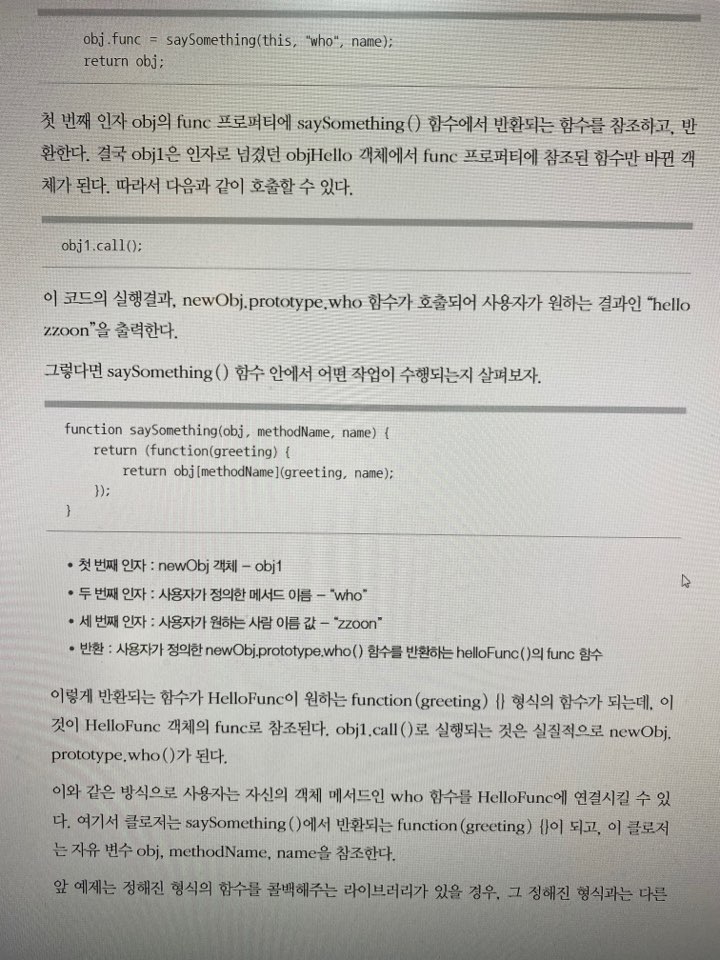 obj.func = saySomething(this, "who", name);
return obj;
첫 번째 인자 obj의 func 프로퍼티에 saySomething() 함수에서 반환되는 함수를 참조하고, 반
환한다. 결국 obj1은 인자로 넘겼던 objHello 객체에서 func 프로퍼티에 참조된 함수만 바뀐 객
체가 된다. 따라서 다음과 같이 호출할 수 있다.
obj1.call();
이 코드의 실행결과, newObj.prototype.who 함수가 호출되어 사용자가 원하는 결과인 “hello
zzoon”을 출력한다.
그렇다면 saySomething() 함수 안에서 어떤 작업이 수행되는지 살펴보자.
function saySomething(obj, methodName, name) {
return (function(greeting) {
return obj[methodName](greeting, name);
});
}
• 첫 번째 인자 : newObj 객체 – obj1
• 두 번째 인자 : 사용자가 정의한 메서드 이름 – “who”
• 세 번째 인자 : 사용자가 원하는 사람 이름 값 – “zzoon”
• 반환 : 사용자가 정의한 newObj.prototype.who() 함수를 반환하는 helloFunc()의 func 함수
이렇게 반환되는 함수가 HelloFunc이 원하는 function(greeting) {} 형식의 함수가 되는데, 이
것이 HelloFunc 객체의 func로 참조된다. obj1.call()로 실행되는 것은 실질적으로 newObj.
prototype.who()가 된다.
이와 같은 방식으로 사용자는 자신의 객체 메서드인 who 함수를 HelloFunc에 연결시킬 수 있
다. 여기서 클로저는 saySomething()에서 반환되는 function(greeting) {}이 되고, 이 클로저
는 자유 변수 obj, methodName, name을 참조한다.
앞 예제는 정해진 형식의 함수를 콜백해주는 라이브러리가 있을 경우, 그 정해진 형식과는 다른